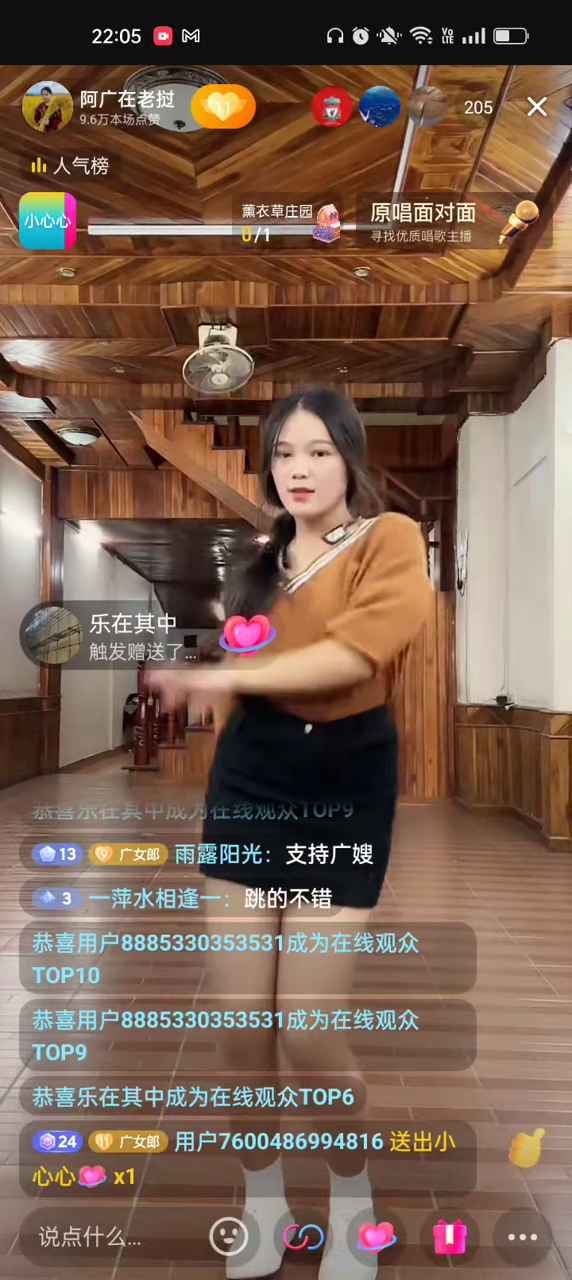 22:05
Vo
LTE
阿广在老挝
9.6万本场点赞
11
205
人气榜
小心心
薰衣草庄园
0/1
原唱面对面
寻找优质唱歌主播
乐在其中
触发赠送了...
恭喜乐在其中成为在线观众TOP9
13 9 广女郎 雨露阳光：支持广嫂
3 一萍水相逢一：跳的不错
恭喜用户8885330353531成为在线观众
TOP10
恭喜用户8885330353531成为在线观众
TOP9
恭喜乐在其中成为在线观众TOP6
24 11 广女郎 用户7600486994816 送出小
心心 x1
说点什么...